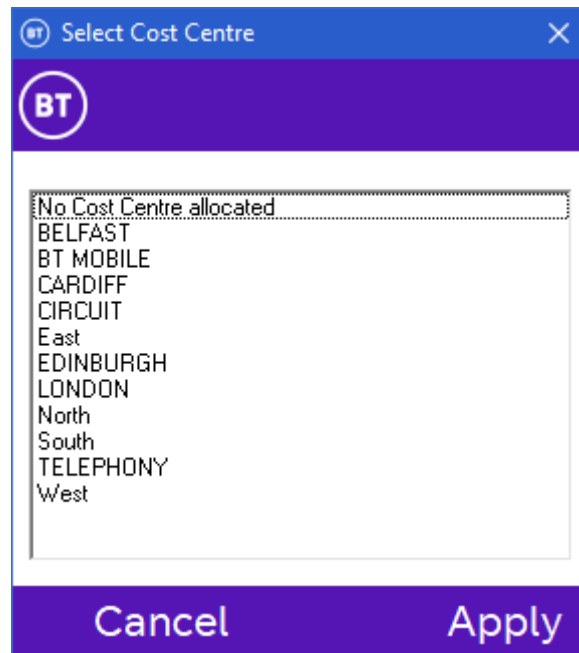 BT Select Cost Centre
BT
No Cost Centre allocated
BELFAST
BT MOBILE
CARDIFF
CIRCUIT
East
EDINBURGH
LONDON
North
South
TELEPHONY
West
Cancel Apply